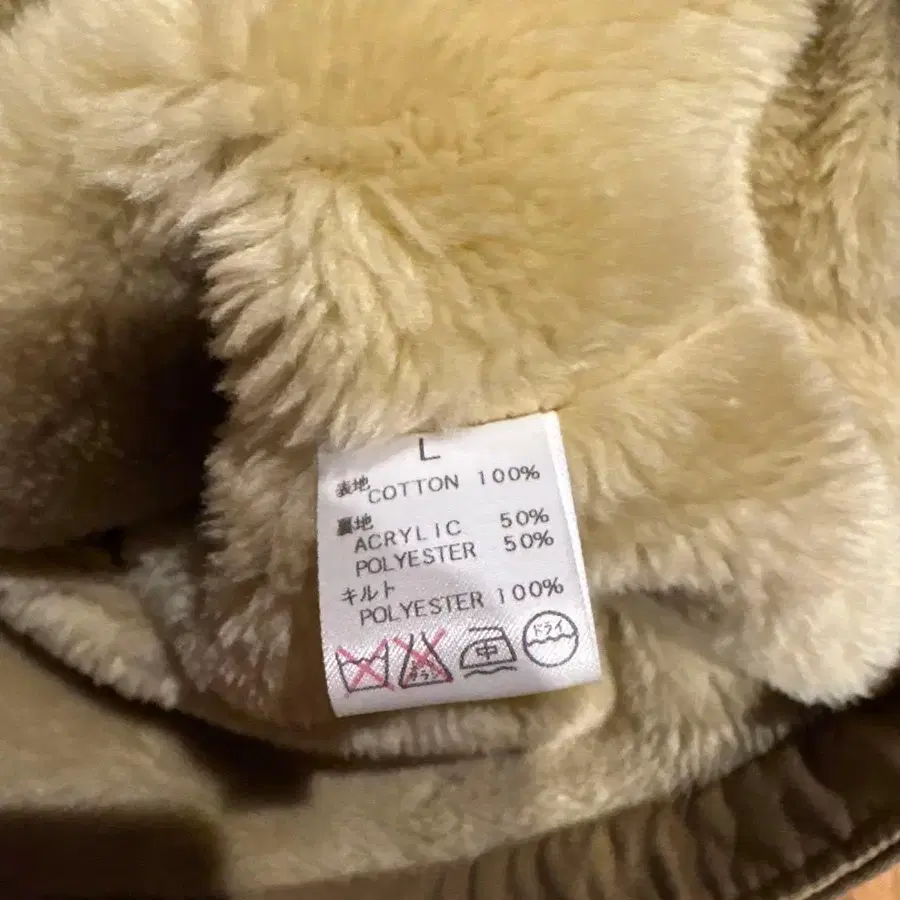 L
表地
COTTON 100%
裏地
ACRYLIC 50%
POLYESTER 50%
キルト
POLYESTER 100%
中
ドライ